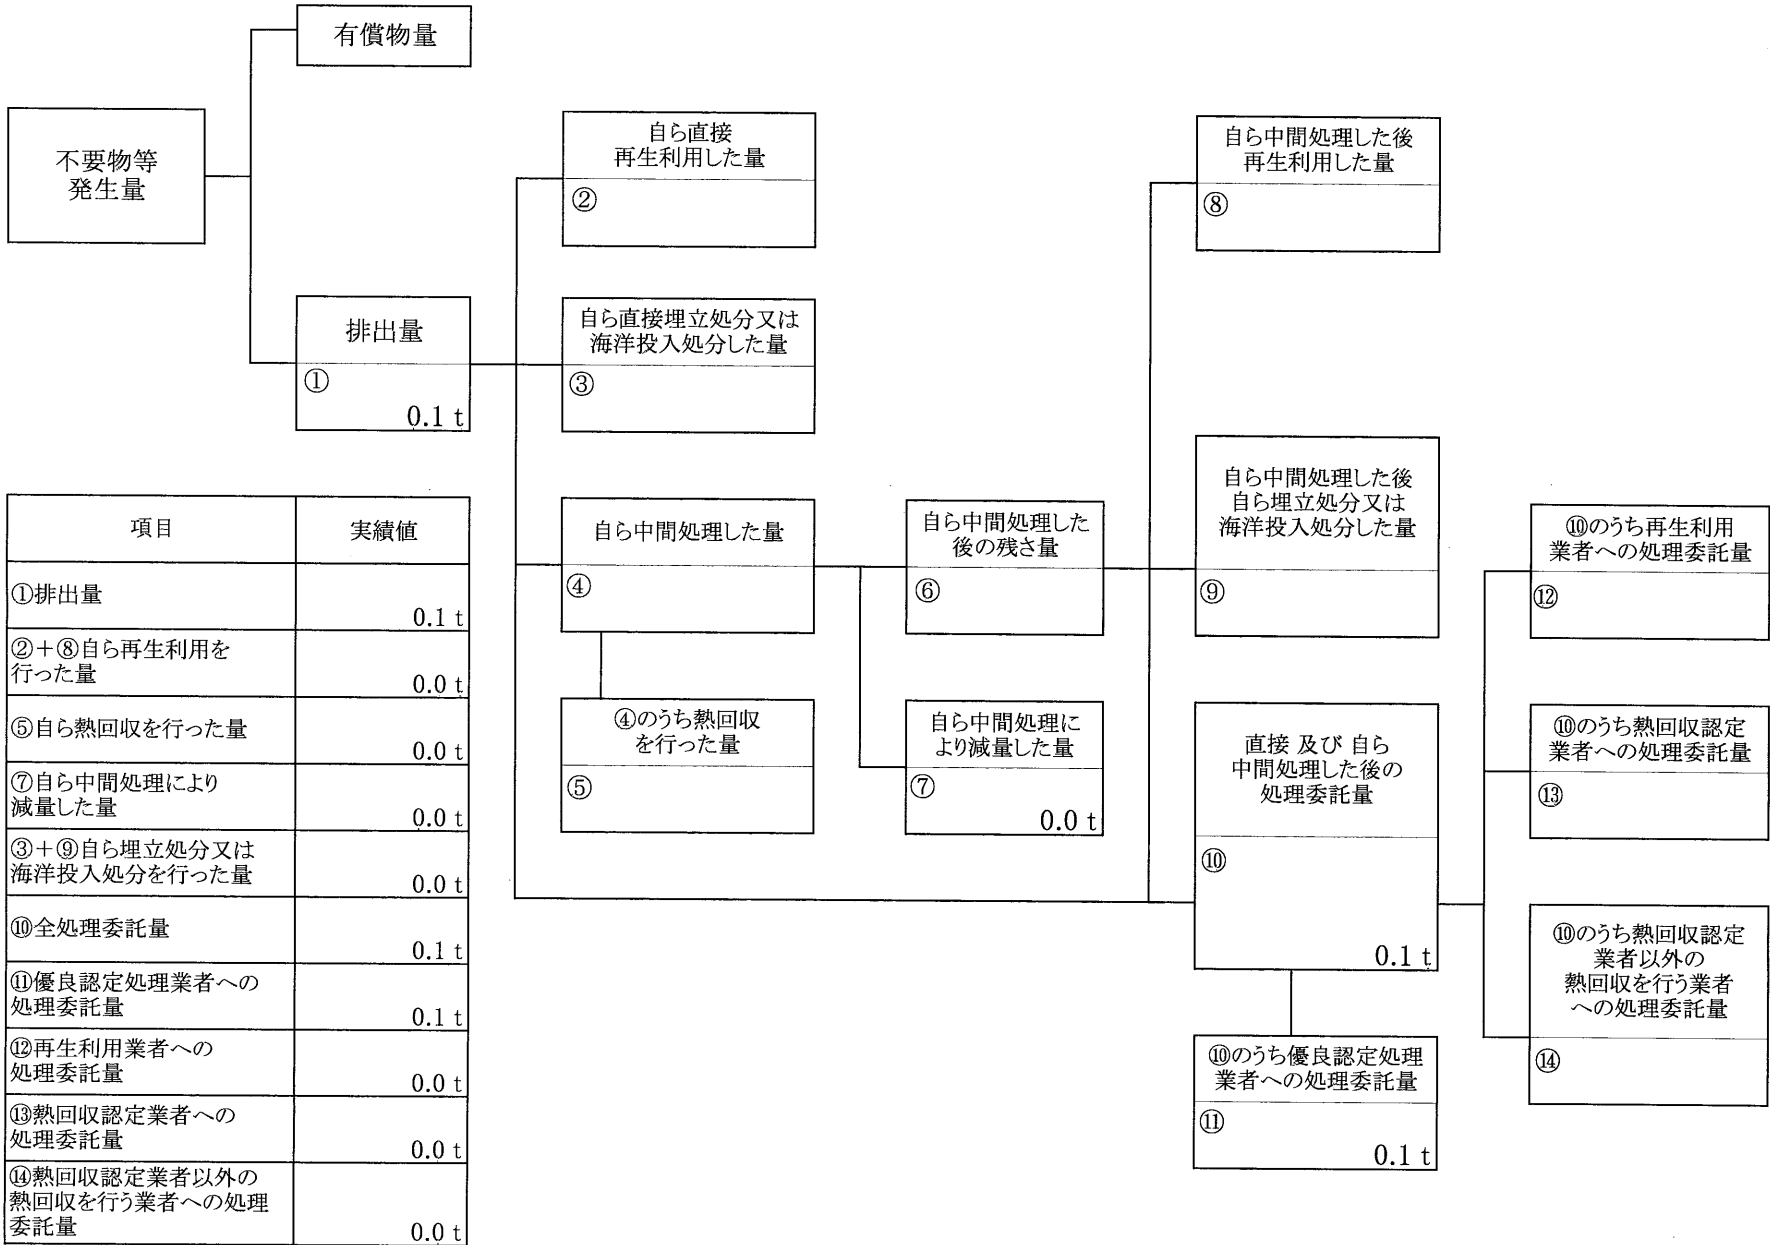 有償物量
不要物等
発生量
排出量
①
0.1 t
自ら直接
再生利用した量
②
自ら直接埋立処分又は
海洋投入処分した量
③
自ら中間処理した量
④
④のうち熱回収
を行った量
⑤
自ら中間処理した
後の残さ量
⑥
自ら中間処理に
より減量した量
⑦
0.0 t
自ら中間処理した後
再生利用した量
⑧
自ら中間処理した後
自ら埋立処分又は
海洋投入処分した量
⑨
直接 及び 自ら
中間処理した後の
処理委託量
⑩
0.1 t
⑩のうち優良認定処理
業者への処理委託量
⑪
0.1 t
⑩のうち再生利用
業者への処理委託量
⑫
⑩のうち熱回収認定
業者への処理委託量
⑬
⑩のうち熱回収認定
業者以外の
熱回収を行う業者
への処理委託量
⑭
項目 実績値
①排出量
0.1 t
②+⑧自ら再生利用を
行った量
0.0 t
⑤自ら熱回収を行った量
0.0 t
⑦自ら中間処理により
減量した量
0.0 t
③+⑨自ら埋立処分又は
海洋投入処分を行った量
0.0 t
⑩全処理委託量
0.1 t
⑪優良認定処理業者への
処理委託量
0.1 t
⑫再生利用業者への
処理委託量
0.0 t
⑬熱回収認定業者への
処理委託量
0.0 t
⑭熱回収認定業者以外の
熱回収を行う業者への処理
委託量
0.0 t